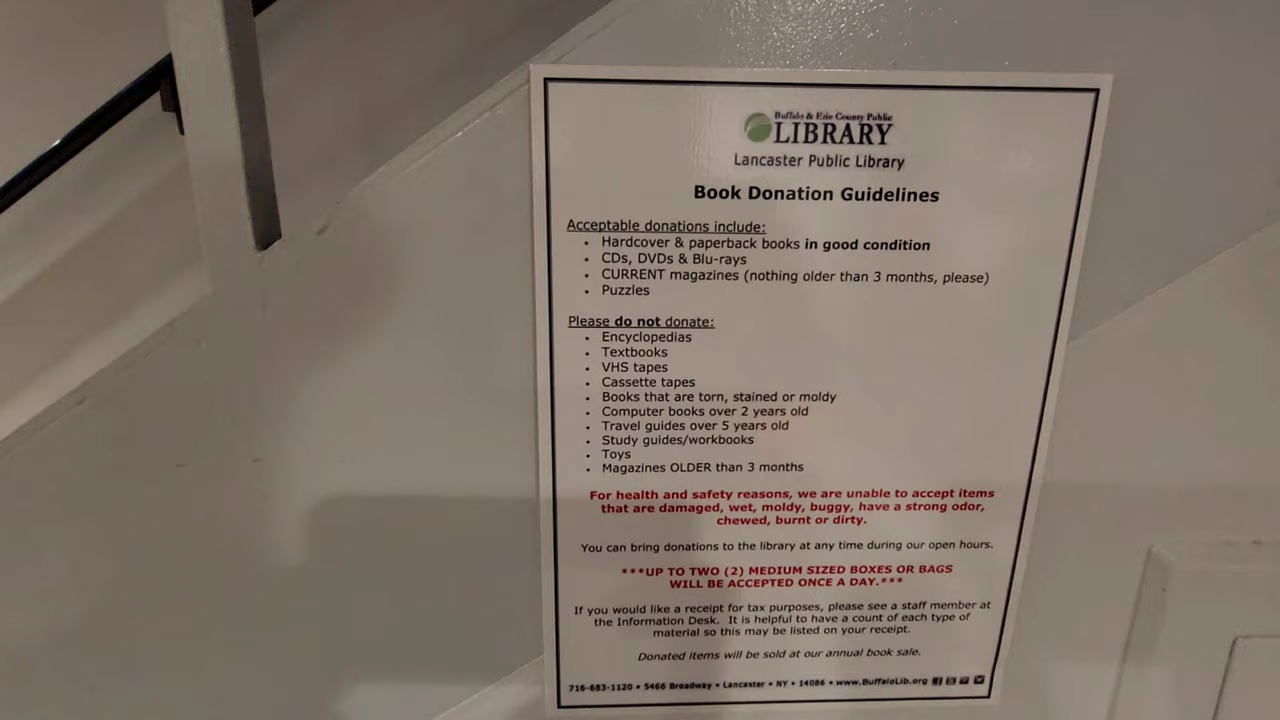 Buffalo & Erie County Public
LIBRARY
Lancaster Public Library
Book Donation Guidelines
Acceptable donations include:
• Hardcover & paperback books in good condition
• CDs, DVDs & Blu-rays
• CURRENT magazines (nothing older than 3 months, please)
• Puzzles
Please do not donate:
• Encyclopedias
• Textbooks
• VHS tapes
• Cassette tapes
• Books that are torn, stained or moldy
• Computer books over 2 years old
• Travel guides over 5 years old
• Study guides/workbooks
• Toys
• Magazines OLDER than 3 months
For health and safety reasons, we are unable to accept items
that are damaged, wet, moldy, buggy, have a strong odor,
chewed, burnt or dirty.
You can bring donations to the library at any time during our open hours.
***UP TO TWO (2) MEDIUM SIZED BOXES OR BAGS
WILL BE ACCEPTED ONCE A DAY.***
If you would like a receipt for tax purposes, please see a staff member at
the Information Desk. It is helpful to have a count of each type of
material so this may be listed on your receipt.
Donated items will be sold at our annual book sale.
716-683-1120 • 5466 Broadway • Lancaster • NY • 14086 • www.BuffaloLib.org